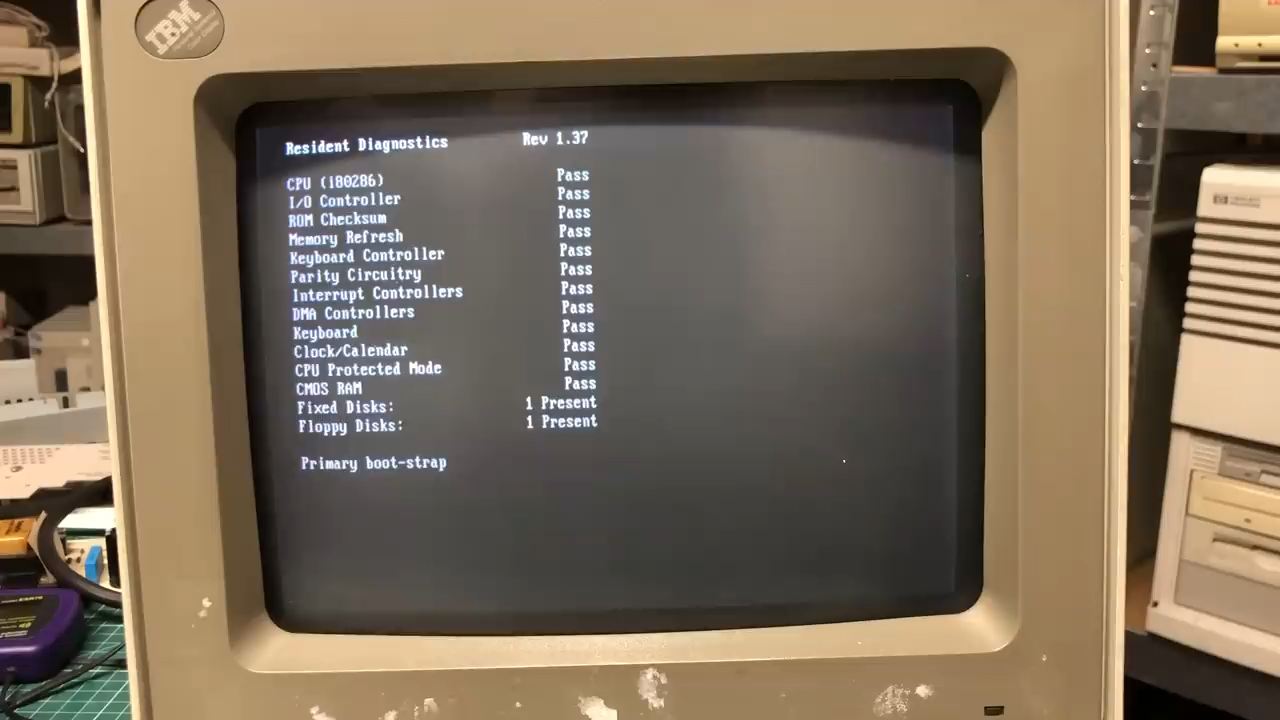 IBM
Resident Diagnostics Rev 1.37
CPU (i80286) Pass
I/O Controller Pass
ROM Checksum Pass
Memory Refresh Pass
Keyboard Controller Pass
Parity Circuitry Pass
Interrupt Controllers Pass
DMA Controllers Pass
Keyboard Pass
Clock/Calendar Pass
CPU Protected Mode Pass
CMOS RAM Pass
Fixed Disks: 1 Present
Floppy Disks: 1 Present
Primary boot-strap